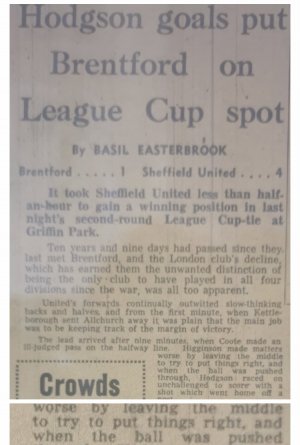 Hodgson goals put
Brentford on
League Cup spot
By BASIL EASTERBROOK
Brentford ..... 1 Sheffield United .... 4
It took Sheffield United less than half-
an-hour to gain a winning position in last
night's second-round League Cup-tie at
Griffin Park.
Ten years and nine days had passed since they
last met Brentford, and the London club's decline,
which has earned them the unwanted distinction of
being the only club to have played in all four
divisions since the war, was all too apparent.
United's forwards continually outwitted slow-thinking
backs and halves, and from the first minute, when Kettle-
borough sent Allchurch away it was plain that the main job
was to be keeping track of the margin of victory.
The lead arrived after nine minutes, when Coote made an
ill-judged pass on the halfway line. Higginson made matters
worse by leaving the middle
to try to put things right, and
when the ball was pushed
through, Hodgson raced on
unchallenged to score with a
shot which went home off a
Crowds
worse by leaving the middle
to try to put things right, and
when the ball was pushed